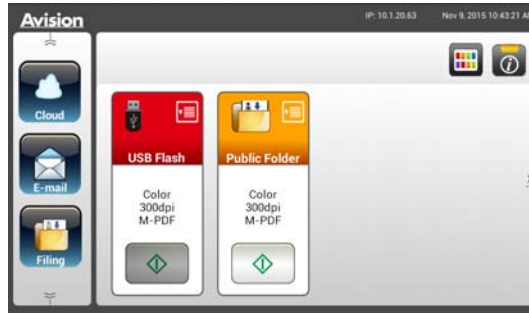 Avision
IP: 10.1.20.63
Nov 9, 2015 10:43:21 A
Cloud
E-mail
Filing
USB Flash
Color
300dpi
M-PDF
Public Folder
Color
300dpi
M-PDF